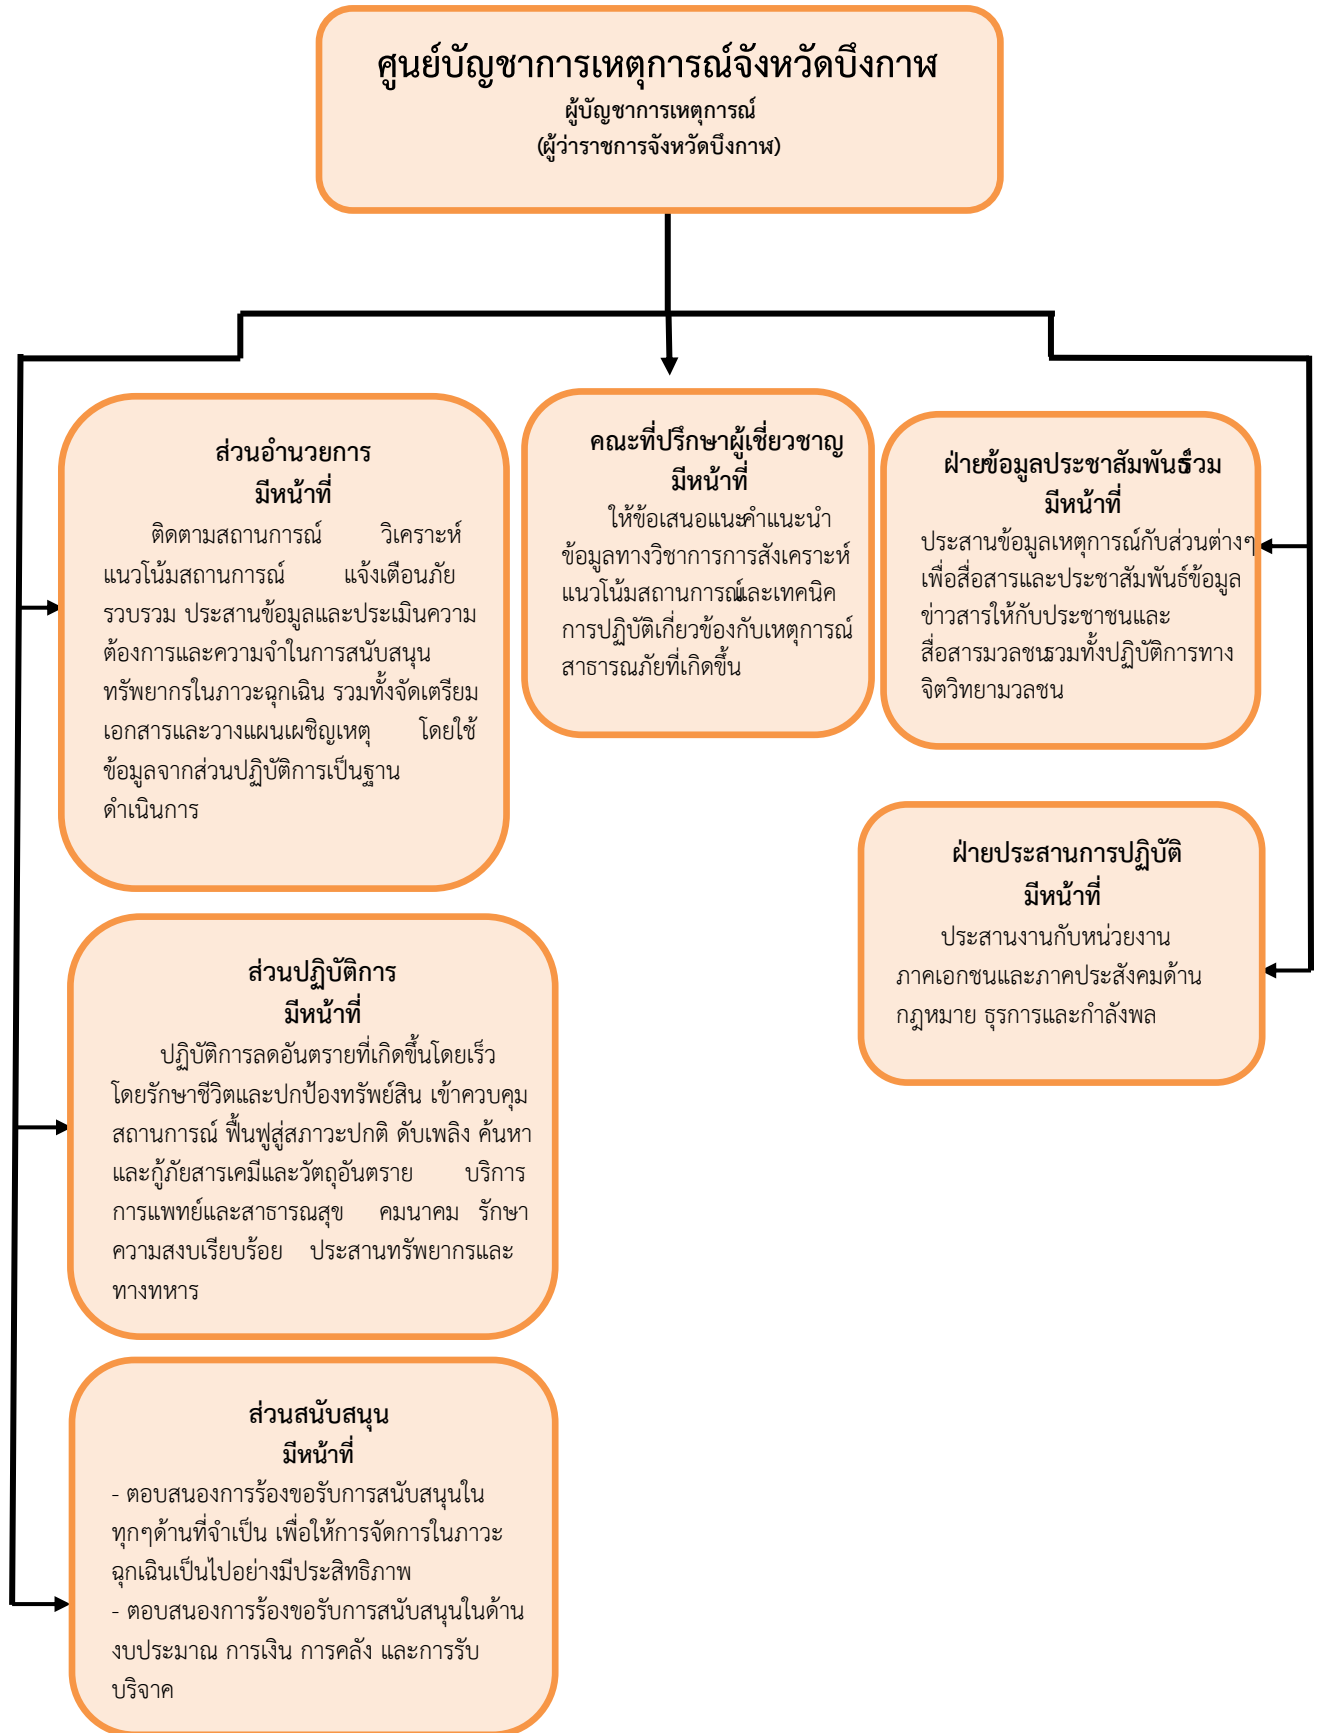 ศูนย์บัญชาการเหตุการณ์จังหวัดบึงกาฬ
ผู้บัญชาการเหตุการณ์
(ผู้ว่าราชการจังหวัดบึงกาฬ)
ส่วนอำนวยการ
มีหน้าที่
ติดตามสถานการณ์ วิเคราะห์
แนวโน้มสถานการณ์ แจ้งเตือนภัย
รวบรวม ประสานข้อมูลและประเมินความ
ต้องการและความจำในการสนับสนุน
ทรัพยากรในภาวะฉุกเฉิน รวมทั้งจัดเตรียม
เอกสารและวางแผนเผชิญเหตุ โดยใช้
ข้อมูลจากส่วนปฏิบัติการเป็นฐาน
ดำเนินการ
คณะที่ปรึกษาผู้เชี่ยวชาญ
มีหน้าที่
ให้ข้อเสนอแนะคำแนะนำ
ข้อมูลทางวิชาการการสังเคราะห์
แนวโน้มสถานการณ์และเทคนิค
การปฏิบัติเกี่ยวข้องกับเหตุการณ์
สาธารณภัยที่เกิดขึ้น
ฝ่ายข้อมูลประชาสัมพันธ์ร่วม
มีหน้าที่
ประสานข้อมูลเหตุการณ์กับส่วนต่างๆ
เพื่อสื่อสารและประชาสัมพันธ์ข้อมูล
ข่าวสารให้กับประชาชนและ
สื่อสารมวลชนรวมทั้งปฏิบัติการทาง
จิตวิทยามวลชน
ฝ่ายประสานการปฏิบัติ
มีหน้าที่
ประสานงานกับหน่วยงาน
ภาคเอกชนและภาคประสังคมด้าน
กฎหมาย ธุรการและกำลังพล
ส่วนปฏิบัติการ
มีหน้าที่
ปฏิบัติการลดอันตรายที่เกิดขึ้นโดยเร็ว
โดยรักษาชีวิตและปกป้องทรัพย์สิน เข้าควบคุม
สถานการณ์ ฟื้นฟูสู่สภาวะปกติ ดับเพลิง ค้นหา
และกู้ภัยสารเคมีและวัตถุอันตราย บริการ
การแพทย์และสาธารณสุข คมนาคม รักษา
ความสงบเรียบร้อย ประสานทรัพยากรและ
ทางทหาร
ส่วนสนับสนุน
มีหน้าที่
- ตอบสนองการร้องขอรับการสนับสนุนใน
ทุกๆด้านที่จำเป็น เพื่อให้การจัดการในภาวะ
ฉุกเฉินเป็นไปอย่างมีประสิทธิภาพ
- ตอบสนองการร้องขอรับการสนับสนุนในด้าน
งบประมาณ การเงิน การคลัง และการรับ
บริจาค